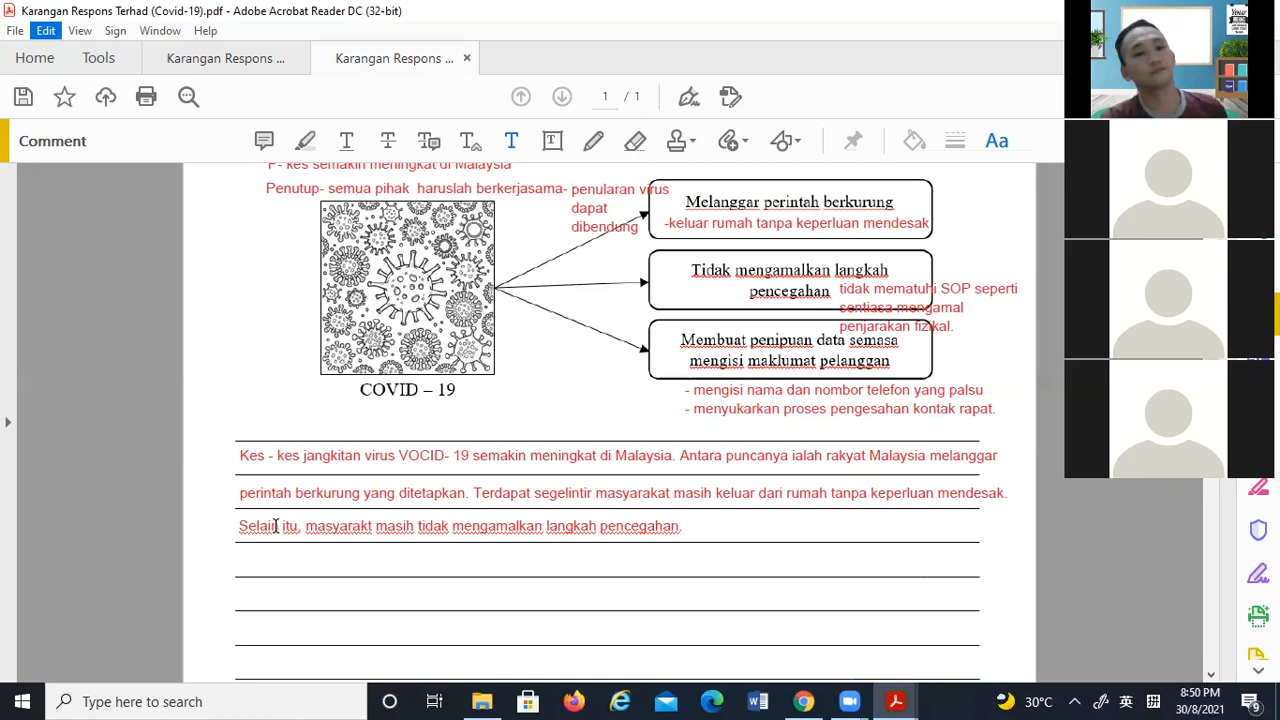 Karangan Respons Terhad (Covid-19).pdf - Adobe Acrobat Reader DC (32-bit)
File Edit View Sign Window Help
Home Tools Karangan Respons ... Karangan Respons ... ×
1 / 1
Comment
Aa
P- kes semakin meningkat di Malaysia
Penutup- semua pihak haruslah berkerjasama- penularan virus
dapat
dibendung
Melanggar perintah berkurung
-keluar rumah tanpa keperluan mendesak
Tidak mengamalkan langkah
pencegahan
tidak mematuhi SOP seperti
sentiasa mengamal
penjarakan fizikal.
Membuat penipuan data semasa
mengisi maklumat pelanggan
COVID – 19
- mengisi nama dan nombor telefon yang palsu
- menyukarkan proses pengesahan kontak rapat.
Kes - kes jangkitan virus VOCID- 19 semakin meningkat di Malaysia. Antara puncanya ialah rakyat Malaysia melanggar
perintah berkurung yang ditetapkan. Terdapat segelintir masyarakat masih keluar dari rumah tanpa keperluan mendesak.
Selain itu, masyarakt masih tidak mengamalkan langkah pencegahan.
Type here to search
30°C
英
拼
8:50 PM
30/8/2021
9